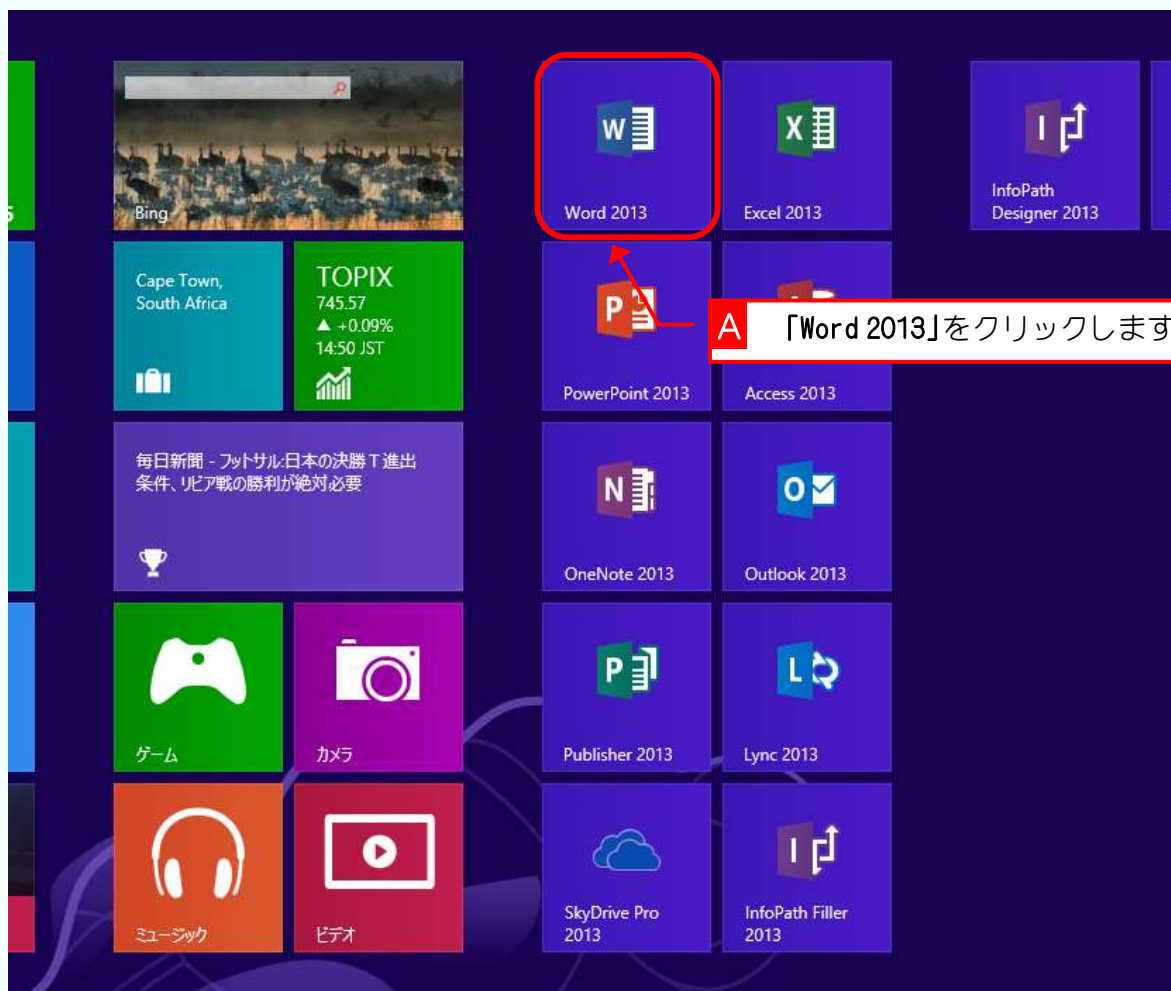 Bing
Cape Town,
South Africa
TOPIX
745.57
▲ +0.09%
14:50 JST
毎日新聞 - フットサル:日本の決勝T進出
条件、リビア戦の勝利が絶対必要
ゲーム
カメラ
ミュージック
ビデオ
W
Word 2013
X
Excel 2013
A 「Word 2013」をクリックします
P
PowerPoint 2013
Access 2013
N
OneNote 2013
O
Outlook 2013
P
Publisher 2013
L
Lync 2013
SkyDrive Pro
2013
I
InfoPath Filler
2013
I
InfoPath
Designer 2013